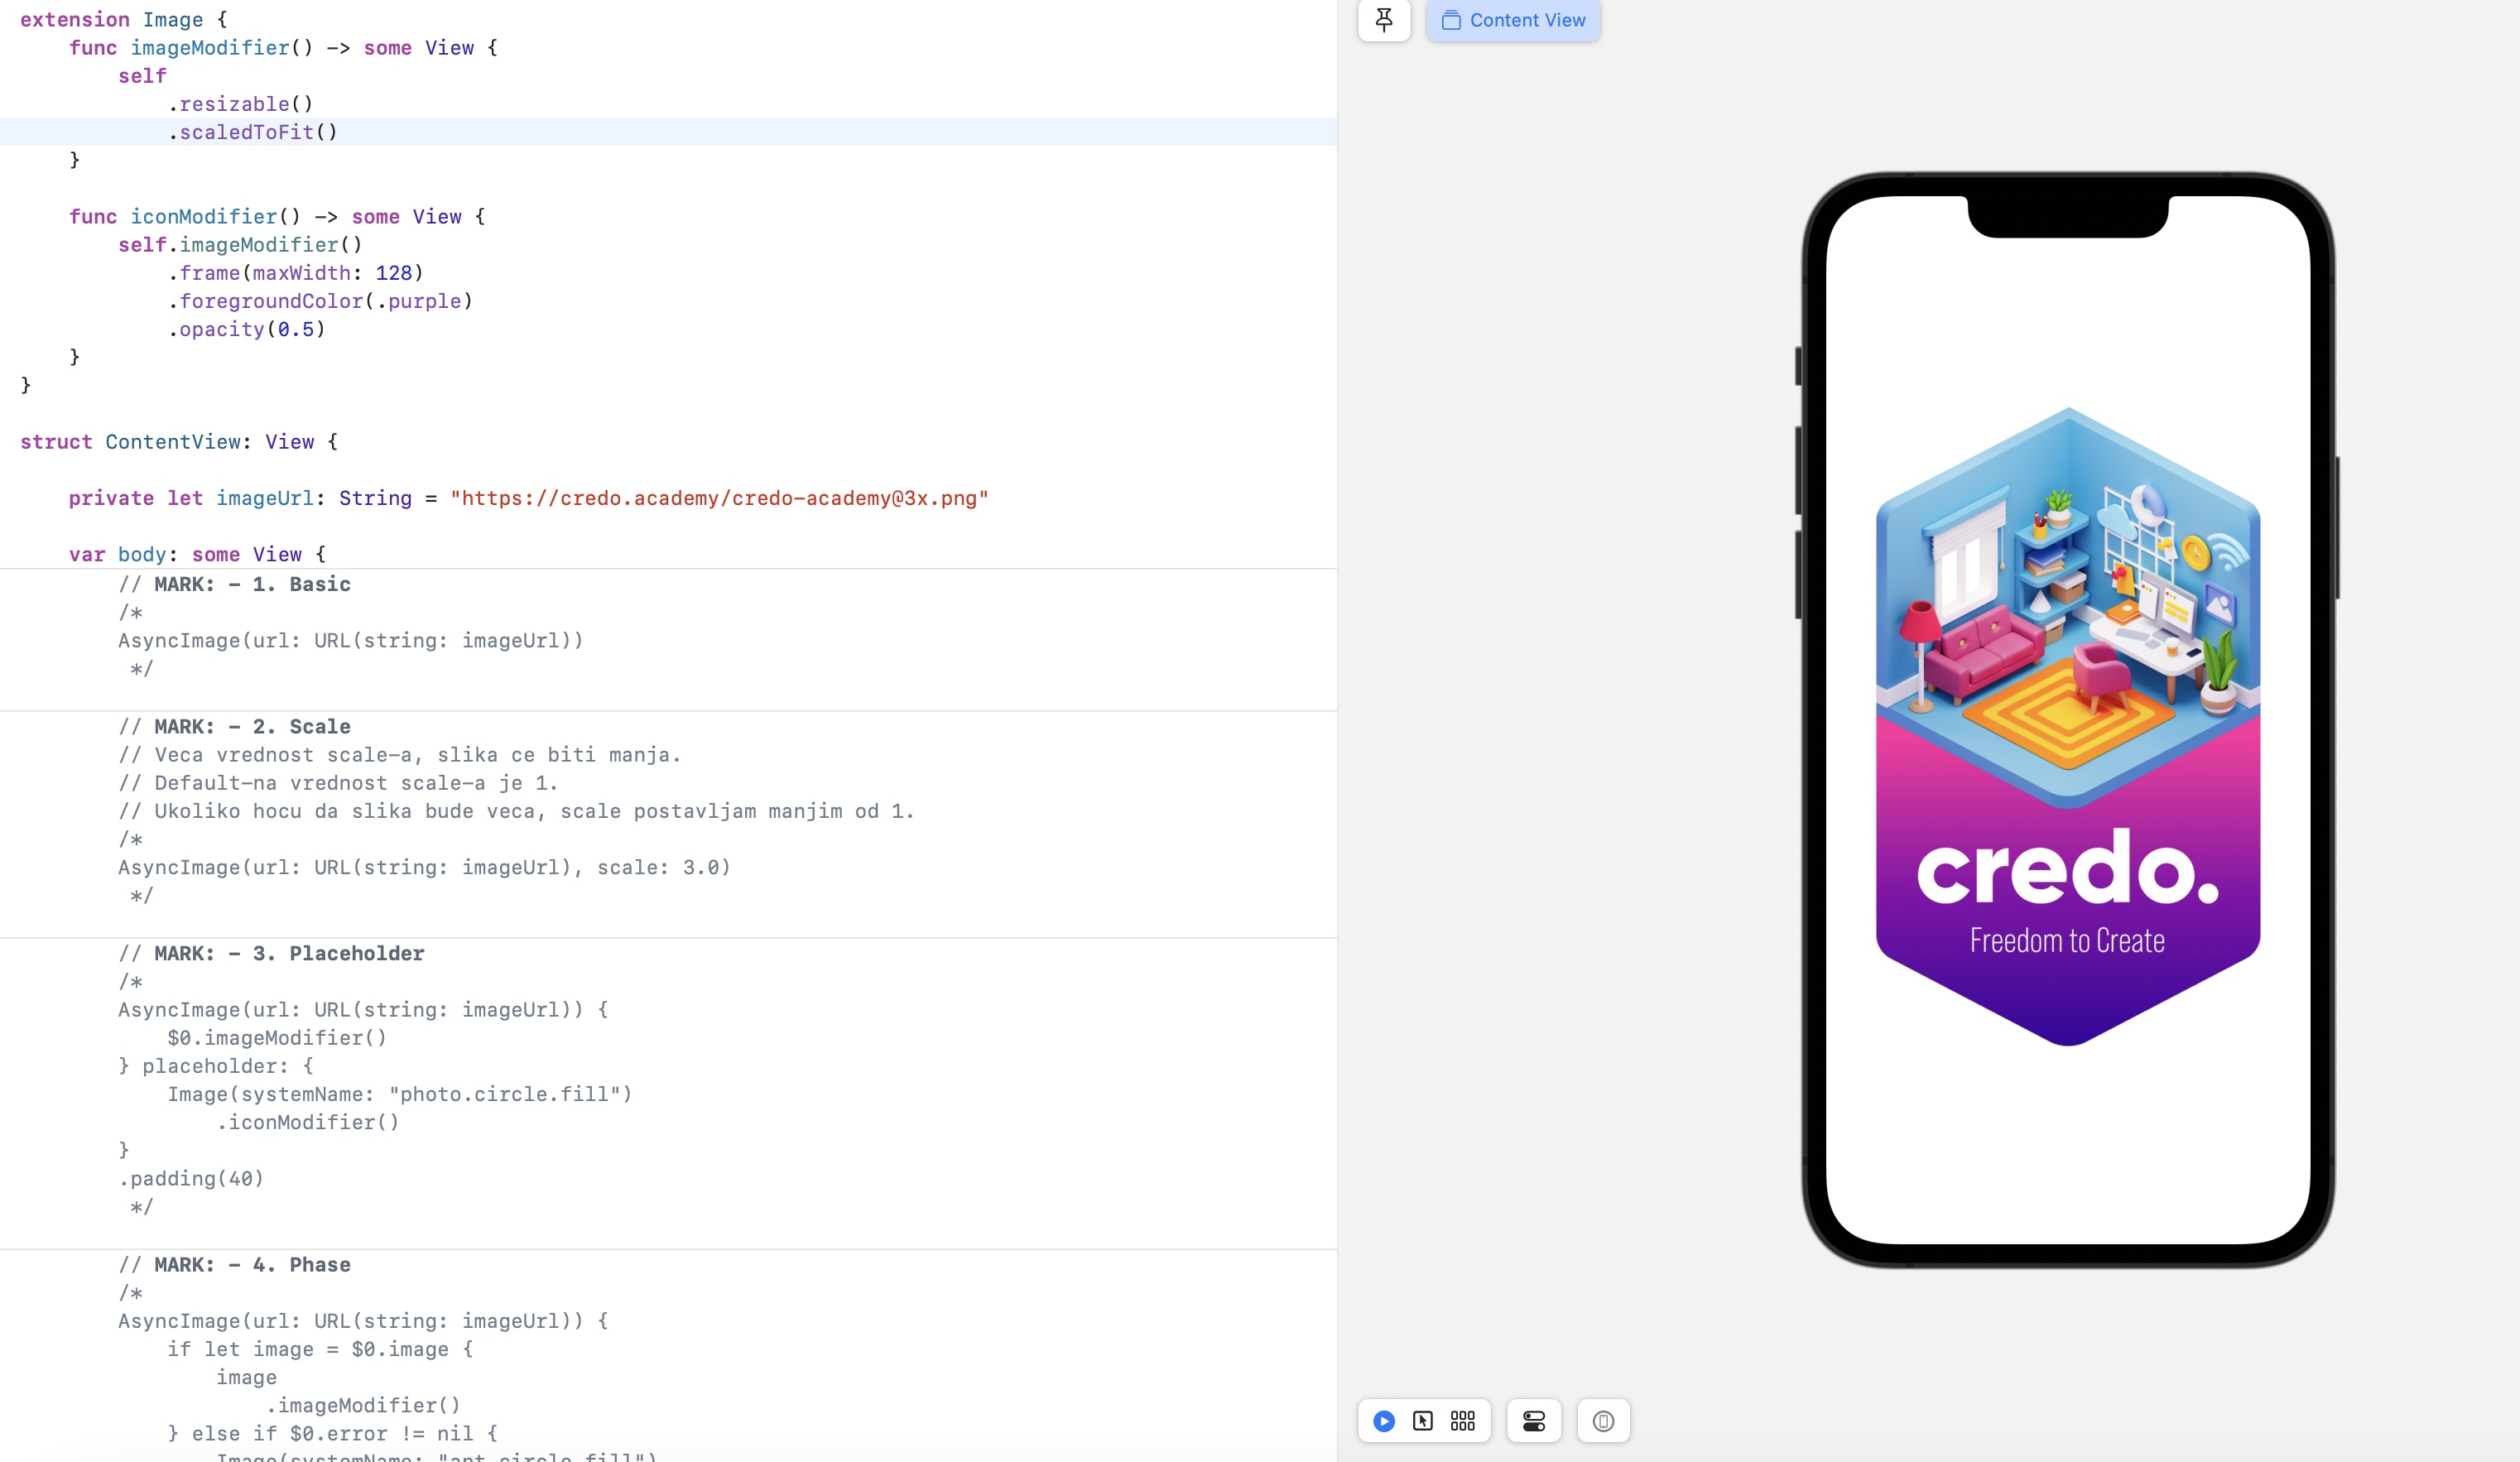 extension Image {
    func imageModifier() -> some View {
        self
            .resizable()
            .scaledToFit()
    }
    func iconModifier() -> some View {
        self.imageModifier()
            .frame(maxWidth: 128)
            .foregroundColor(.purple)
            .opacity(0.5)
    }
}
struct ContentView: View {
    private let imageUrl: String = "https://credo.academy/credo-academy@3x.png"
    var body: some View {
        // MARK: - 1. Basic
        /*
        AsyncImage(url: URL(string: imageUrl))
         */
        // MARK: - 2. Scale
        // Veca vrednost scale-a, slika ce biti manja.
        // Default-na vrednost scale-a je 1.
        // Ukoliko hocu da slika bude veca, scale postavljam manjim od 1.
        /*
        AsyncImage(url: URL(string: imageUrl), scale: 3.0)
         */
        // MARK: - 3. Placeholder
        /*
        AsyncImage(url: URL(string: imageUrl)) {
            $0.imageModifier()
        } placeholder: {
            Image(systemName: "photo.circle.fill")
                .iconModifier()
        }
        .padding(40)
         */
        // MARK: - 4. Phase
        /*
        AsyncImage(url: URL(string: imageUrl)) {
            if let image = $0.image {
                image
                    .imageModifier()
            } else if $0.error != nil {
                Image(systemName: "ant.circle.fill")
Content View
credo.
Freedom to Create